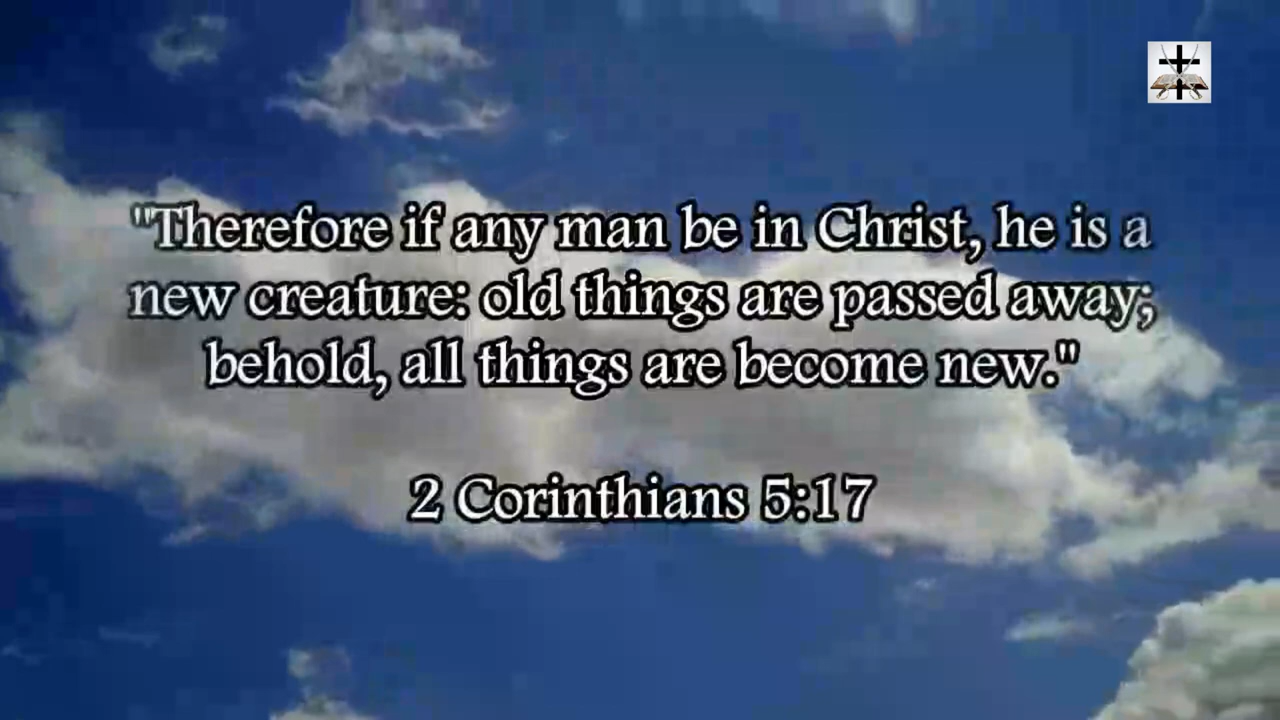 "Therefore if any man be in Christ, he is a
new creature: old things are passed away;
behold, all things are become new."
2 Corinthians 5:17